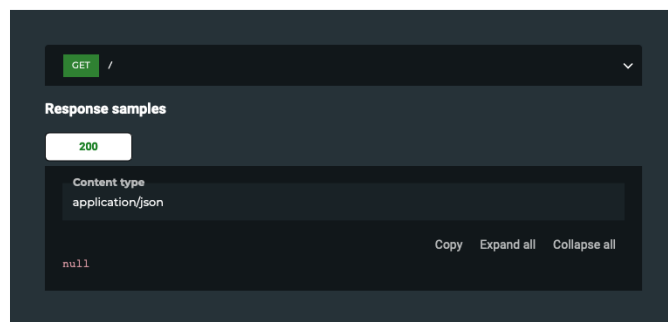 GET /
Response samples
200
Content type
application/json
Copy Expand all Collapse all
null